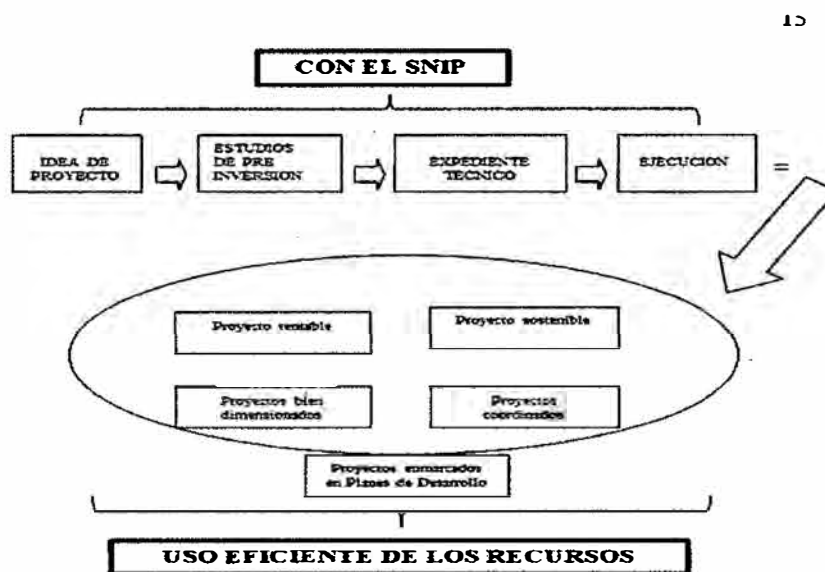 15
CON EL SNIP
IDEA DE
PROYECTO
ESTUDIOS
DE PRE
INVERSION
EXPEDIENTE
TECNICO
EJECUCION
=
Proyecto rentable
Proyecto sostenible
Proyectos bien
dimensionados
Proyectos
coordinados
Proyectos enmarcados
en Planes de Desarrollo
USO EFICIENTE DE LOS RECURSOS